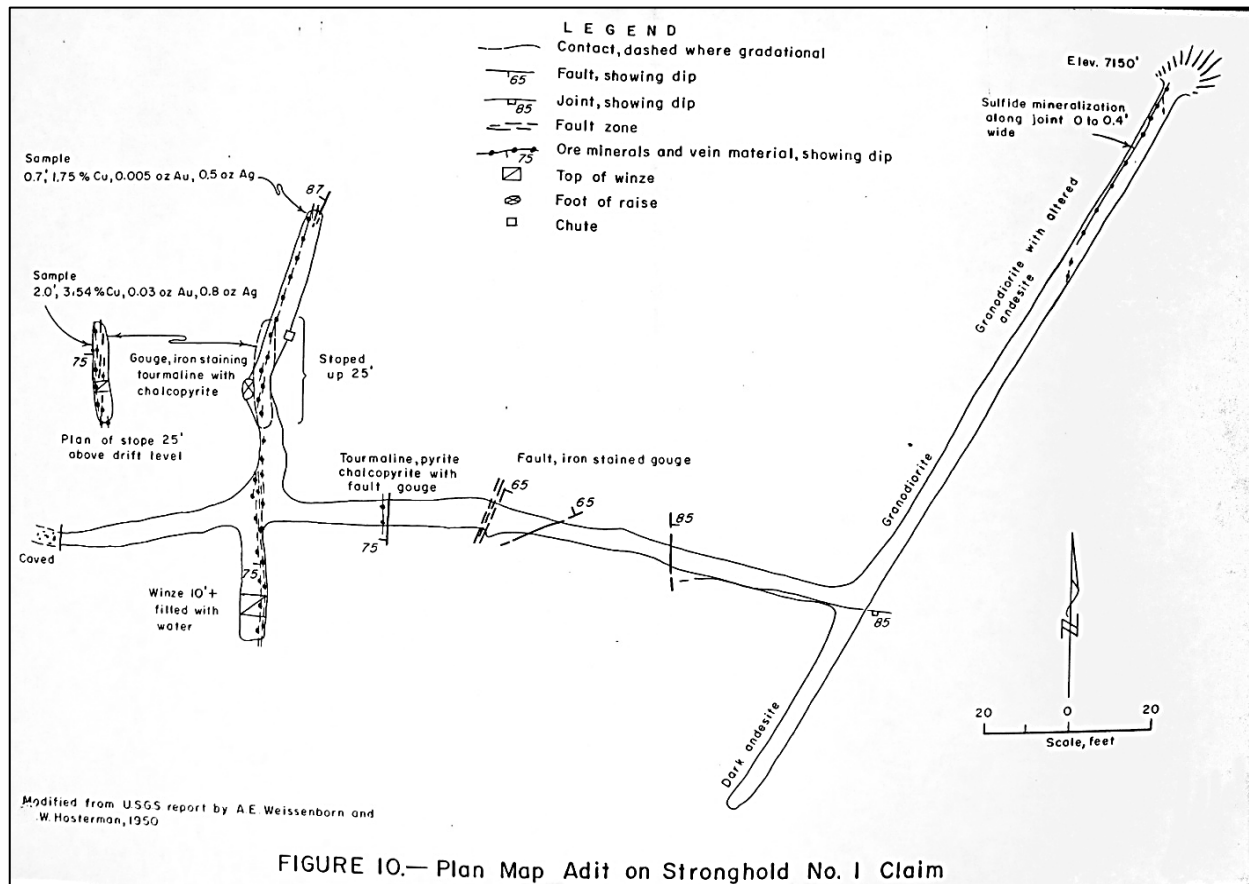 LEGEND
Contact, dashed where gradational
65
Fault, showing dip
85
Joint, showing dip
Fault zone
75
Ore minerals and vein material, showing dip
Top of winze
Foot of raise
Chute
Elev. 7150'
Sulfide mineralization
along joint 0 to 0.4'
wide
Sample
0.7', 1.75 % Cu, 0.005 oz Au, 0.5 oz Ag
87
Sample
2.0', 3.54 % Cu, 0.03 oz Au, 0.8 oz Ag
75
Gouge, iron staining
tourmaline with
chalcopyrite
Stoped
up 25'
Plan of stope 25'
above drift level
Granodiorite with altered
andesite
Tourmaline, pyrite
chalcopyrite with
fault gouge
Fault, iron stained gouge
65
65
85
75
Granodiorite
Caved
75
Winze 10'+
filled with
water
85
Dark andesite
N
20 0 20
Scale, feet
Modified from USGS report by A.E. Weissenborn and
W. Hosterman, 1950
FIGURE 10.— Plan Map Adit on Stronghold No. 1 Claim